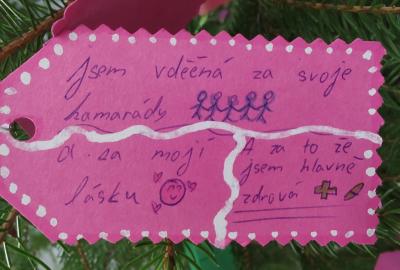 jsem vděčná za svoje
kamarády
a za moji
lásku
A za to že
jsem hlavně
zdravá